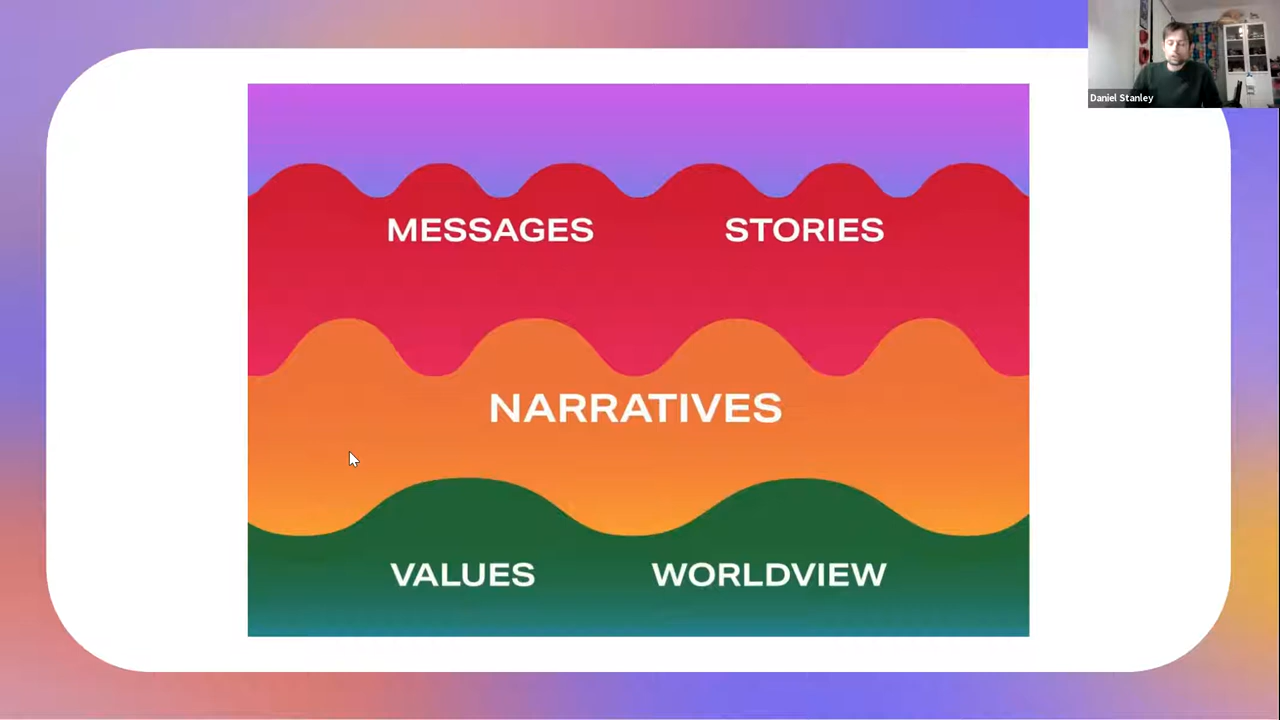 Daniel Stanley
MESSAGES STORIES
NARRATIVES
VALUES WORLDVIEW